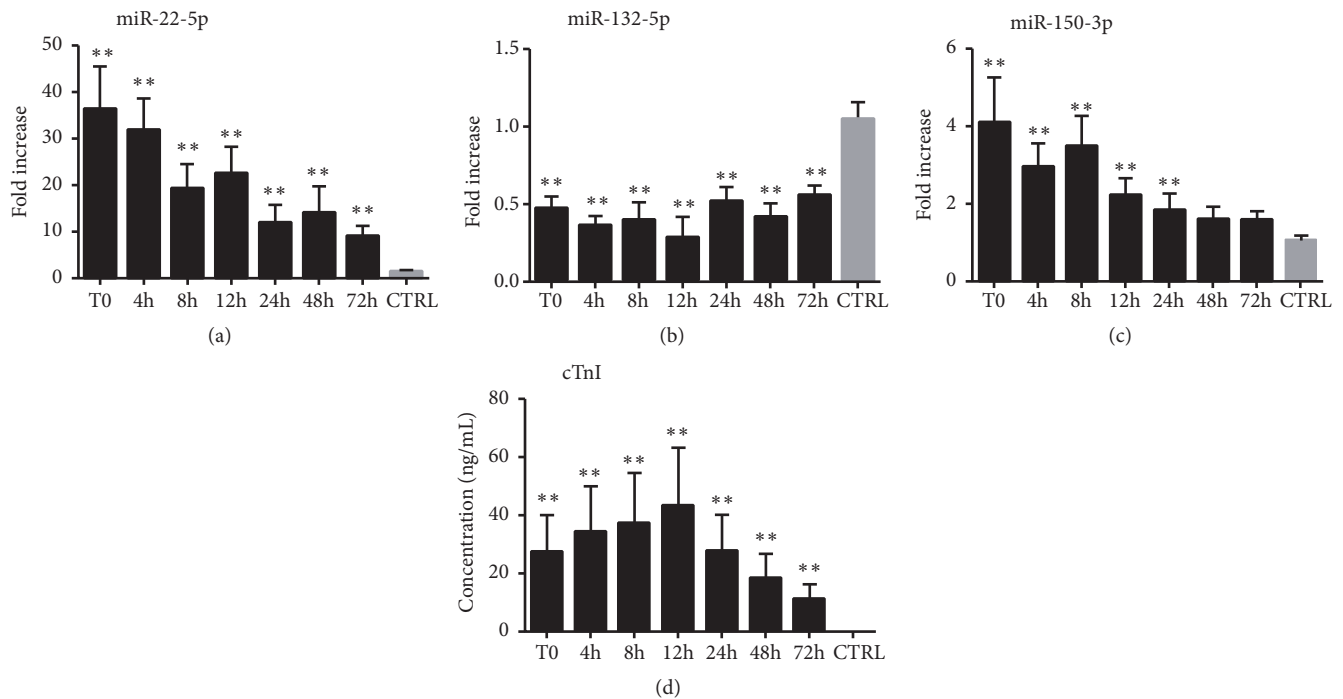 miR-22-5p
Fold increase
50
40
30
20
10
0
** ** ** ** ** ** **
T0 4h 8h 12h 24h 48h 72h CTRL
(a)
miR-132-5p
Fold increase
1.5
1.0
0.5
0.0
** ** ** ** ** ** **
T0 4h 8h 12h 24h 48h 72h CTRL
(b)
miR-150-3p
Fold increase
6
4
2
0
** ** ** ** **
T0 4h 8h 12h 24h 48h 72h CTRL
(c)
cTnI
Concentration (ng/mL)
80
60
40
20
0
** ** ** ** ** ** **
T0 4h 8h 12h 24h 48h 72h CTRL
(d)